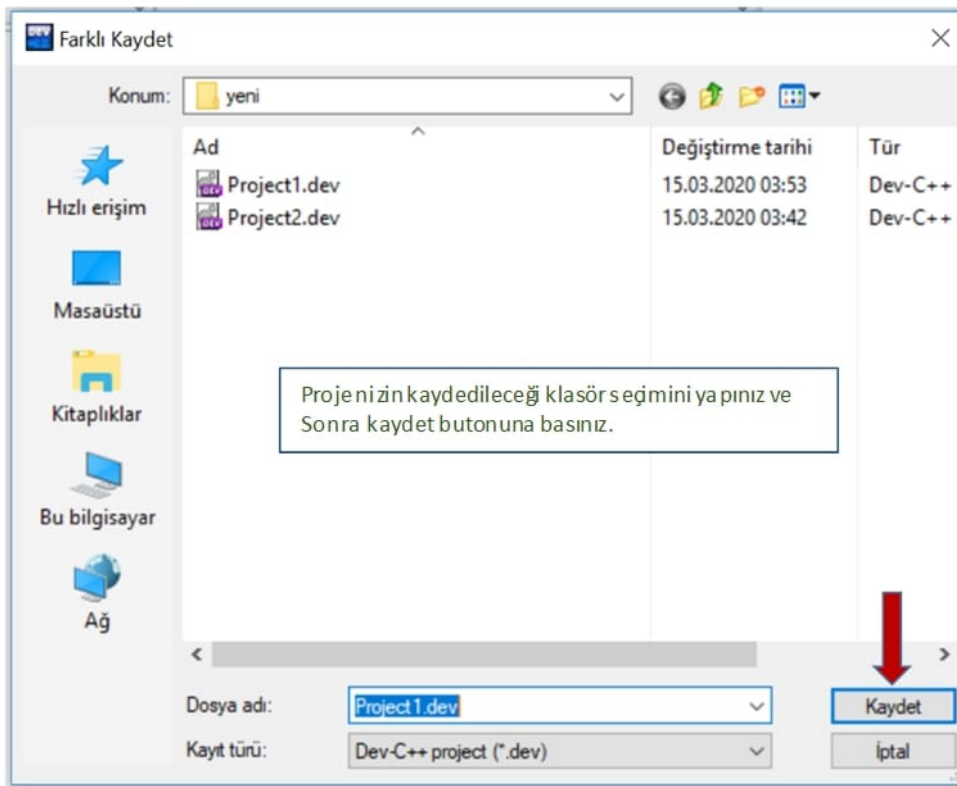 Farklı Kaydet
Konum: yeni
Ad Değiştirme tarihi Tür
Project1.dev 15.03.2020 03:53 Dev-C++
Project2.dev 15.03.2020 03:42 Dev-C++
Hızlı erişim
Masaüstü
Kitaplıklar
Bu bilgisayar
Ağ
Projenizin kaydedileceği klasör seçimini yapınız ve
Sonra kaydet butonuna basınız.
Dosya adı: Project1.dev Kaydet
Kayıt türü: Dev-C++ project (*.dev) İptal